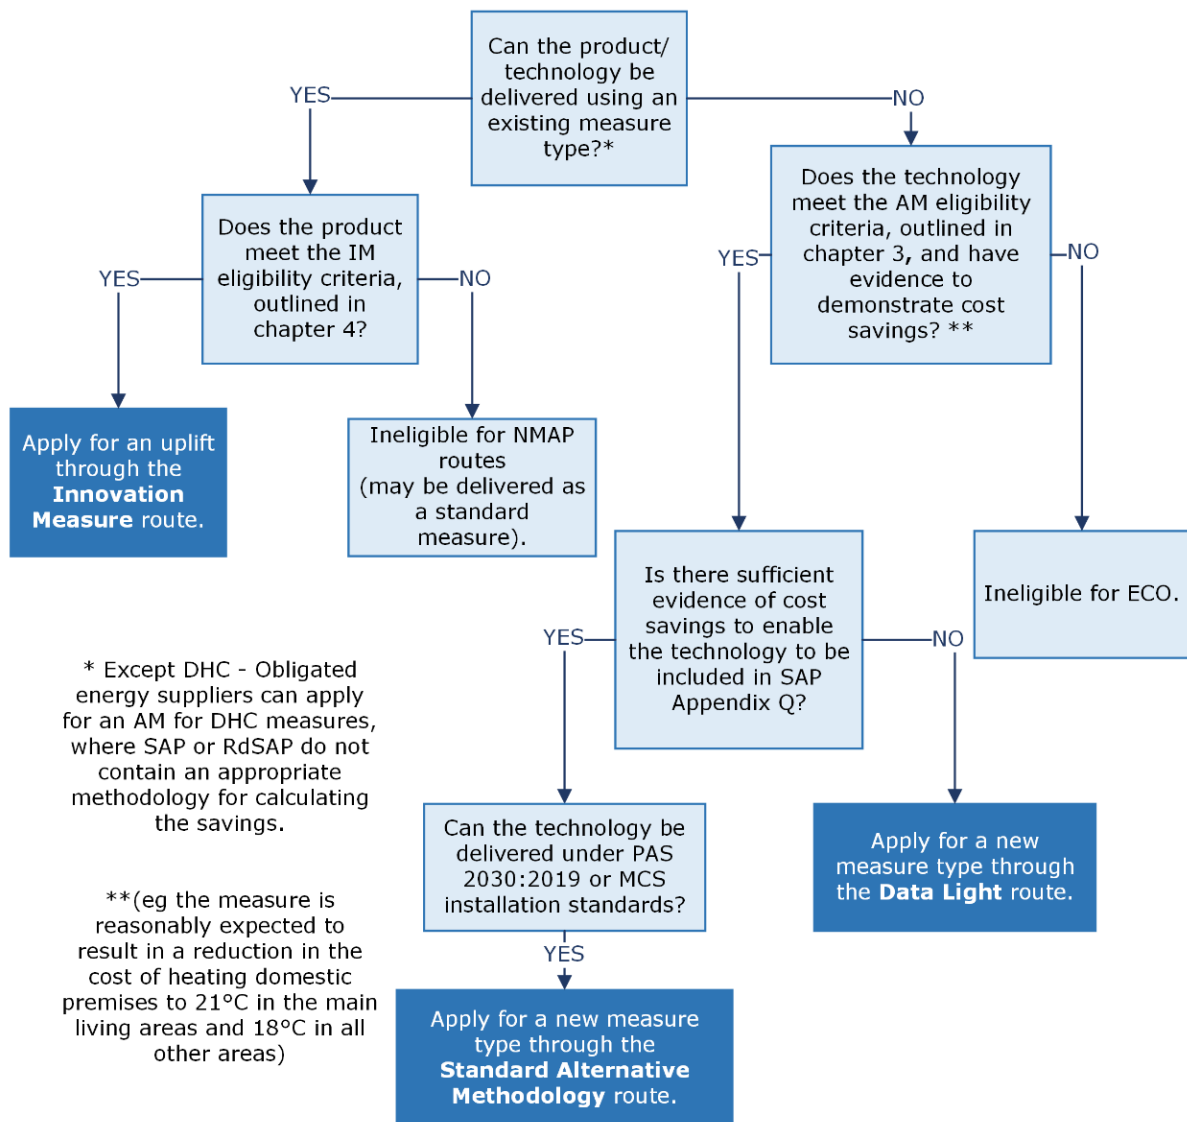 Can the product/
technology be
delivered using an
existing measure
type?*
YES
NO
Does the product
meet the IM
eligibility criteria,
outlined in
chapter 4?
Does the technology
meet the AM eligibility
criteria, outlined in
chapter 3, and have
evidence to
demonstrate cost
savings? **
YES
NO
YES
NO
Apply for an uplift
through the
Innovation
Measure route.
Ineligible for NMAP
routes
(may be delivered as
a standard
measure).
Is there sufficient
evidence of cost
savings to enable
the technology to be
included in SAP
Appendix Q?
Ineligible for ECO.
YES
NO
* Except DHC - Obligated
energy suppliers can apply
for an AM for DHC measures,
where SAP or RdSAP do not
contain an appropriate
methodology for calculating
the savings.
Can the technology be
delivered under PAS
2030:2019 or MCS
installation standards?
Apply for a new
measure type through
the Data Light route.
**(eg the measure is
reasonably expected to
result in a reduction in the
cost of heating domestic
premises to 21°C in the main
living areas and 18°C in all
other areas)
YES
Apply for a new measure
type through the
Standard Alternative
Methodology route.